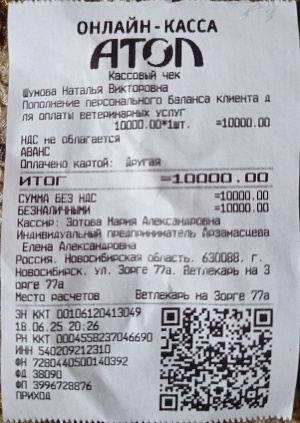 ОНЛАЙН-КАССА
АТОЛ
Кассовый чек
Шумова Наталья Викторовна
Пополнение персонального баланса клиента д
ля оплаты ветеринарных услуг
10000.00*1шт. =10000.00
НДС не облагается
АВАНС
Оплачено картой: Другая
ИТОГ =10000.00
СУММА БЕЗ НДС =10000.00
БЕЗНАЛИЧНЫМИ =10000.00
Кассир: Зотова Мария Александровна
Индивидуальный предприниматель Арзамасцева
Елена Александровна
Россия, Новосибирская область, 630088, г.
Новосибирск, ул. Зорге 77а. Ветлекарь на З
орге 77а
Место расчетов Ветлекарь на Зорге 77а
ЗН ККТ 00106120413049
18.06.25 20:26
РН ККТ 0004558237046690
ИНН 540209212310
ФН 7280440500140392
ФД 38090
ФП 3996728876
ПРИХОД